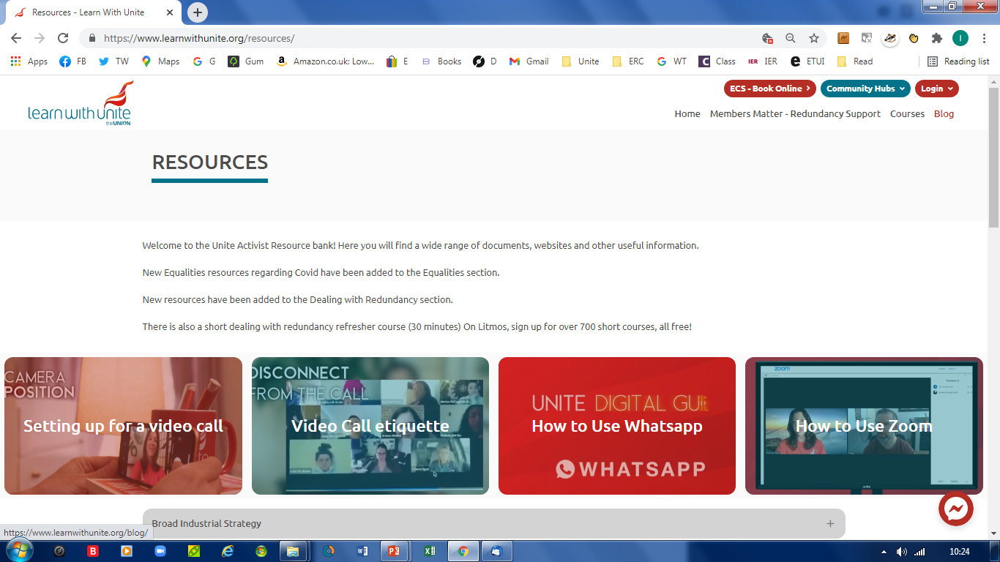 Resources - Learn With Unite
https://www.learnwithunite.org/resources/
Apps FB TW Maps G Gum Amazon.co.uk: Low... E Books D Gmail Unite ERC WT Class IER IER ETUI Read Reading list
learn with unite
the UNION
ECS - Book Online Community Hubs Login
Home Members Matter - Redundancy Support Courses Blog
RESOURCES
Welcome to the Unite Activist Resource bank! Here you will find a wide range of documents, websites and other useful information.
New Equalities resources regarding Covid have been added to the Equalities section.
New resources have been added to the Dealing with Redundancy section.
There is also a short dealing with redundancy refresher course (30 minutes) On Litmos, sign up for over 700 short courses, all free!
CAMERA
POSITION
Setting up for a video call
DISCONNECT
FROM THE CALL
Video Call etiquette
UNITE DIGITAL GUI
How to Use Whatsapp
WHATSAPP
zoom
How to Use Zoom
unite
Broad Industrial Strategy +
https://www.learnwithunite.org/blog/
10:24